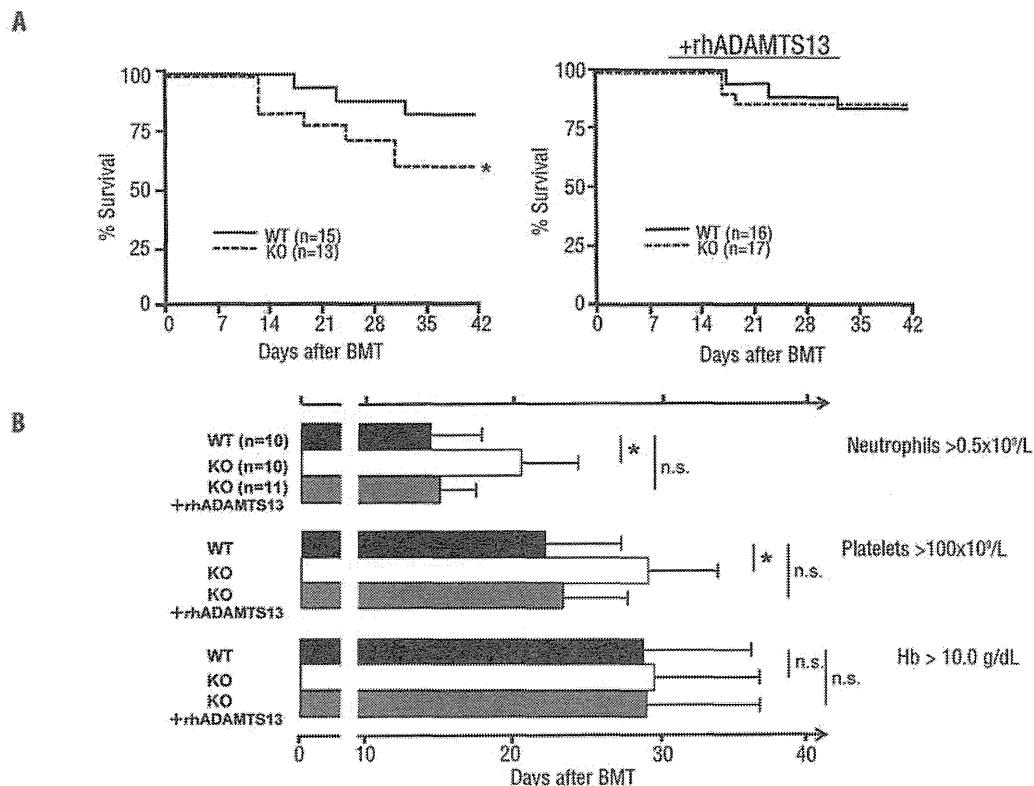 A
+rhADAMTS13
100
75
50
25
0
% Survival
WT (n=15)
KO (n=13)
*
0 7 14 21 28 35 42
Days after BMT
100
75
50
25
0
% Survival
WT (n=16)
KO (n=17)
0 7 14 21 28 35 42
Days after BMT
B
WT (n=10)
KO (n=10)
KO (n=11)
+rhADAMTS13
* n.s.
Neutrophils >0.5x10⁹/L
WT
KO
KO
+rhADAMTS13
* n.s.
Platelets >100x10⁹/L
WT
KO
KO
+rhADAMTS13
n.s. n.s.
Hb > 10.0 g/dL
0 10 20 30 40
Days after BMT